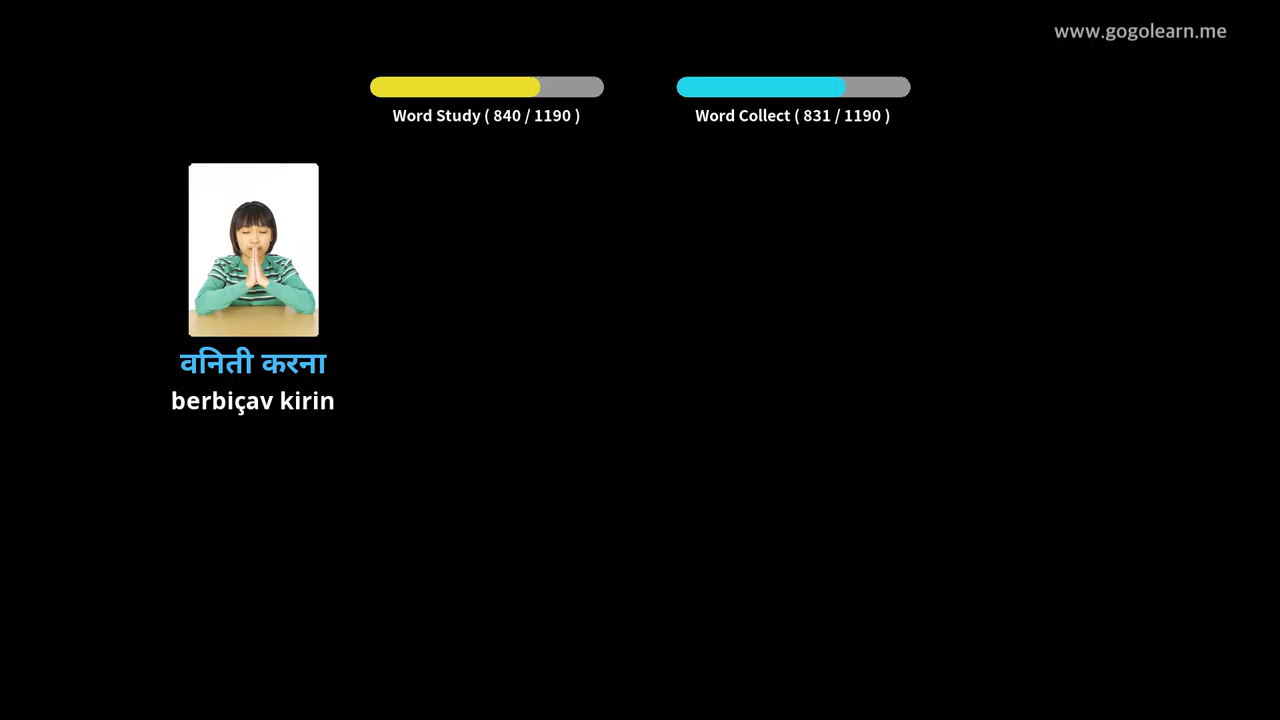 www.gogolearn.me
Word Study ( 840 / 1190 )
Word Collect ( 831 / 1190 )
वनिती करना
berbiçav kirin